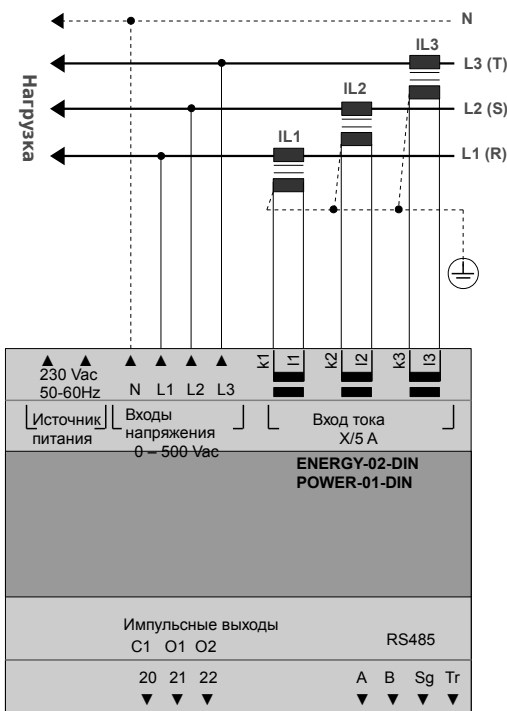 N
IL3
L3 (T)
IL2
L2 (S)
IL1
L1 (R)
Нагрузка
k1 l1 k2 l2 k3 l3
230 Vac
50-60Hz
N L1 L2 L3
Источник
питания
Входы
напряжения
0 – 500 Vac
Вход тока
X/5 A
ENERGY-02-DIN
POWER-01-DIN
Импульсные выходы
C1 O1 O2
RS485
20 21 22
A B Sg Tr